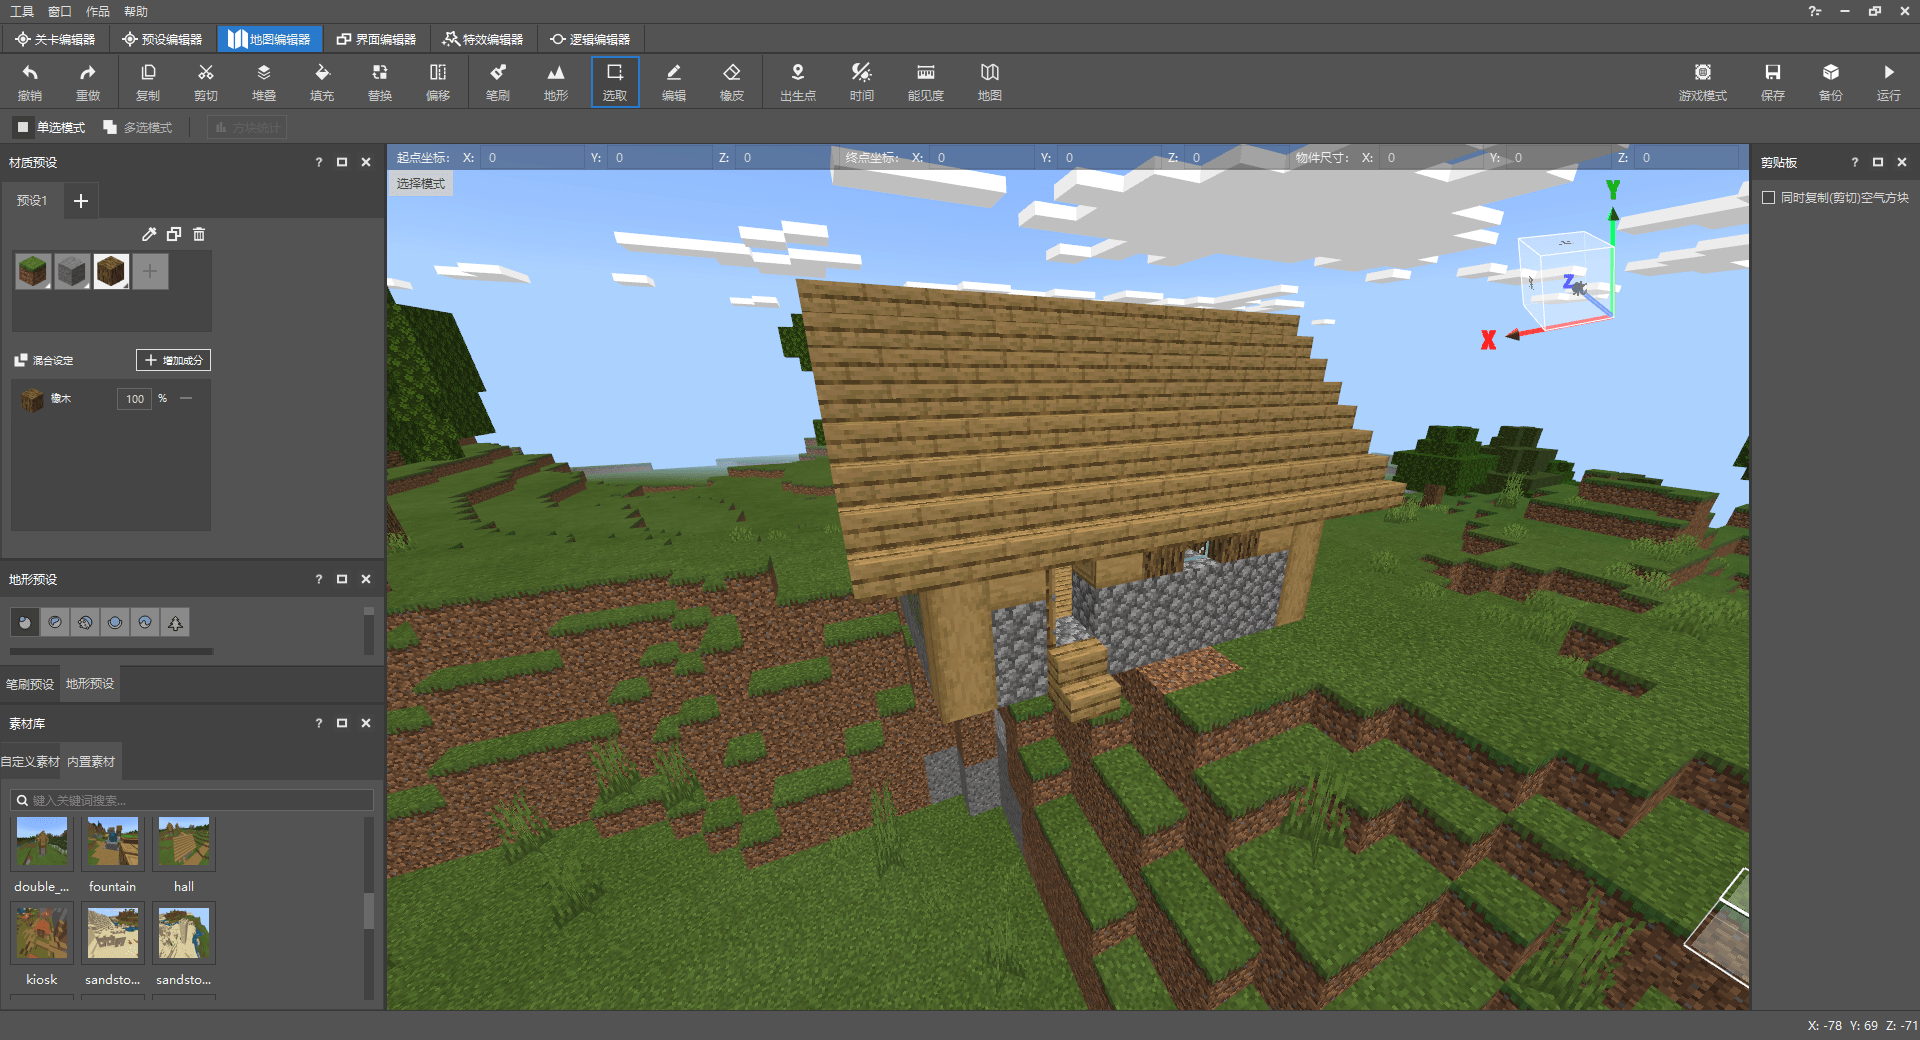 工具 窗口 作品 帮助
关卡编辑器 预设编辑器 地图编辑器 界面编辑器 特效编辑器 逻辑编辑器
撤销 重做 复制 剪切 堆叠 填充 替换 偏移 笔刷 地形 选取 编辑 橡皮 出生点 时间 能见度 地图 游戏模式 保存 备份 运行
单选模式 多选模式 方块统计
材质预设 ?
起点坐标: X: 0 Y: 0 Z: 0 终点坐标: X: 0 Y: 0 Z: 0 物件尺寸: X: 0 Y: 0 Z: 0
剪贴板 ?
选择模式
同时复制(剪切)空气方块
预设1
Y
Z
X
混合设定 增加成分
橡木 100 %
地形预设 ?
笔刷预设 地形预设
素材库 ?
自定义素材 内置素材
键入关键词搜索...
double_... fountain hall
kiosk sandsto... sandsto...
X: -78 Y: 69 Z: -71